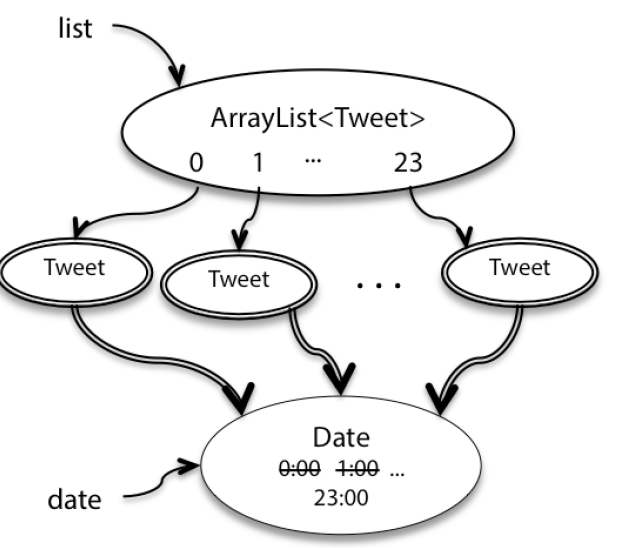 list
ArrayList<Tweet>
0 1 ... 23
Tweet Tweet ... Tweet
Date
0:00 1:00 ...
23:00
date